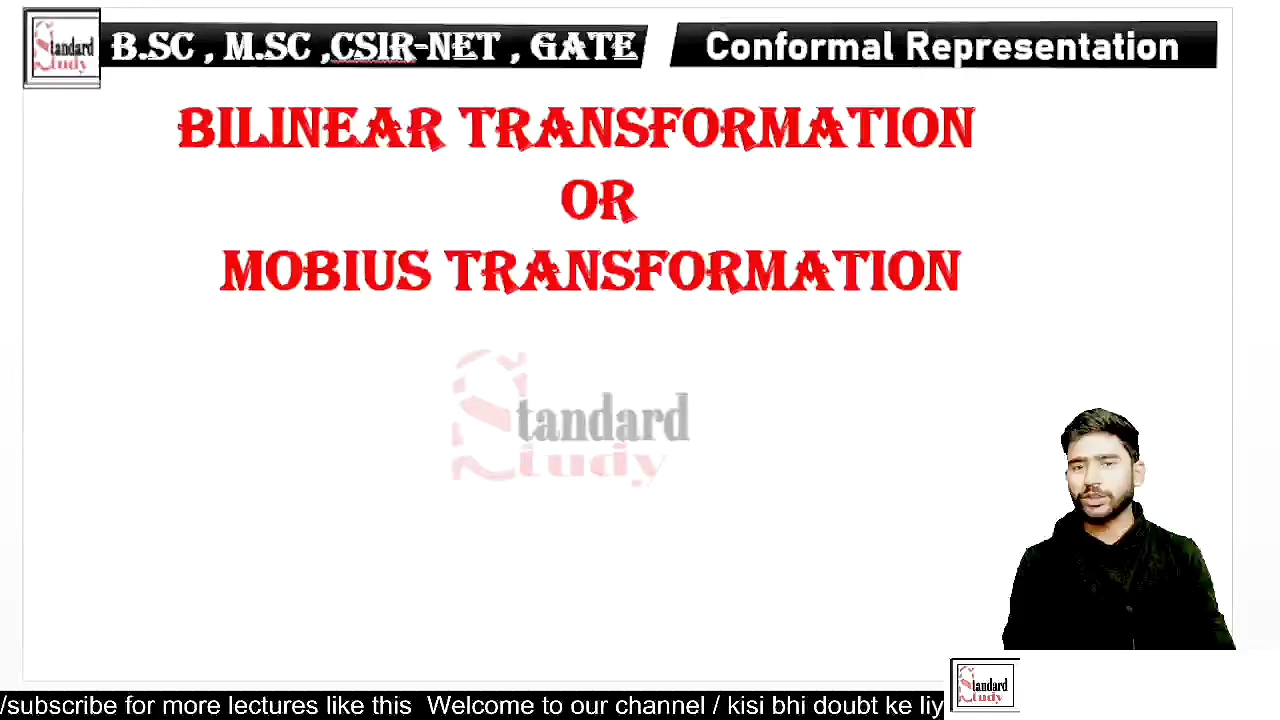 Standard Study
B.SC , M.SC ,CSIR-NET , GATE
Conformal Representation
BILINEAR TRANSFORMATION
OR
MOBIUS TRANSFORMATION
Standard
Study
/subscribe for more lectures like this Welcome to our channel / kisi bhi doubt ke liy
Standard
Study